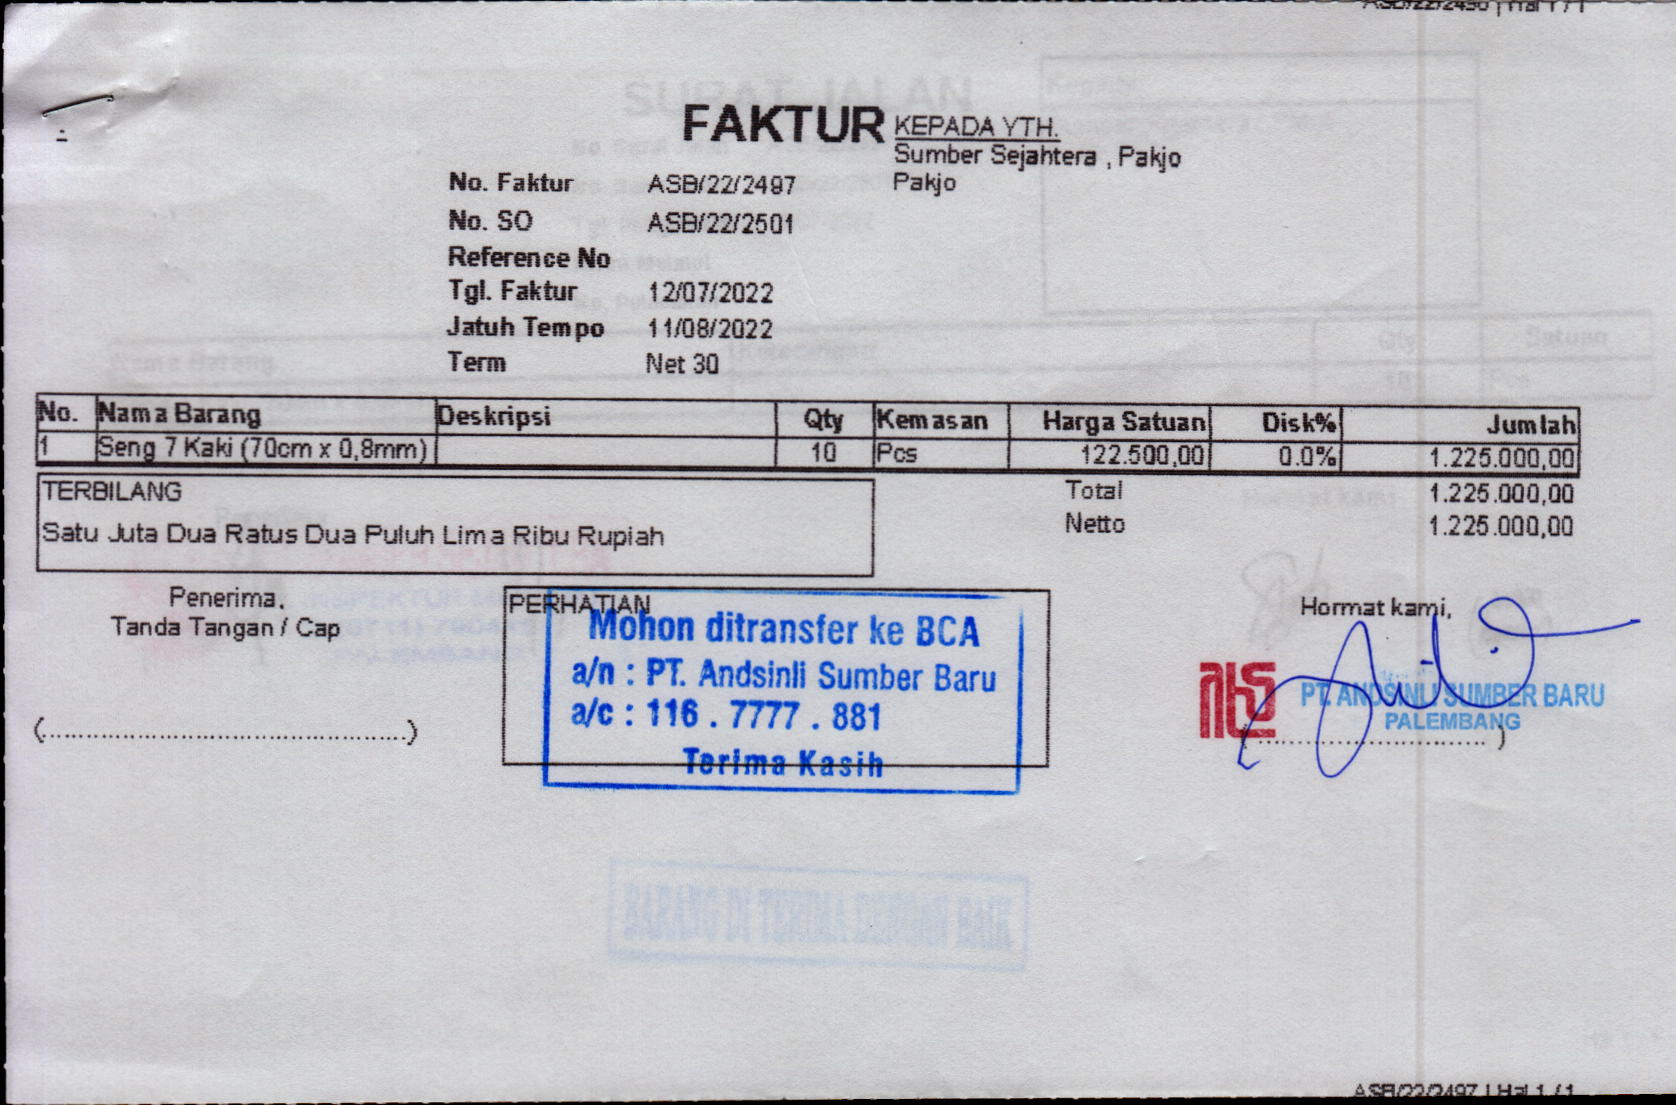 FAKTUR
KEPADA YTH.
Sumber Sejahtera , Pakjo
Pakjo
No. Faktur ASB/22/2497
No. SO ASB/22/2501
Reference No
Tgl. Faktur 12/07/2022
Jatuh Tempo 11/08/2022
Term Net 30
No. Nama Barang Deskripsi Qty Kemasan Harga Satuan Disk% Jumlah
1 Seng 7 Kaki (70cm x 0,8mm) 10 Pcs 122.500,00 0.0% 1.225.000,00
TERBILANG
Satu Juta Dua Ratus Dua Puluh Lima Ribu Rupiah
Total 1.225.000,00
Netto 1.225.000,00
Penerima,
Tanda Tangan / Cap
(................................................)
PERHATIAN
Mohon ditransfer ke BCA
a/n : PT. Andsinli Sumber Baru
a/c : 116 . 7777 . 881
Terima Kasih
Hormat kami,
PT. ANDSINLI SUMBER BARU
PALEMBANG
(................................)
BARANG DI TERIMA DENGAN BAIK
ASB/22/2497 | Hal 1 / 1